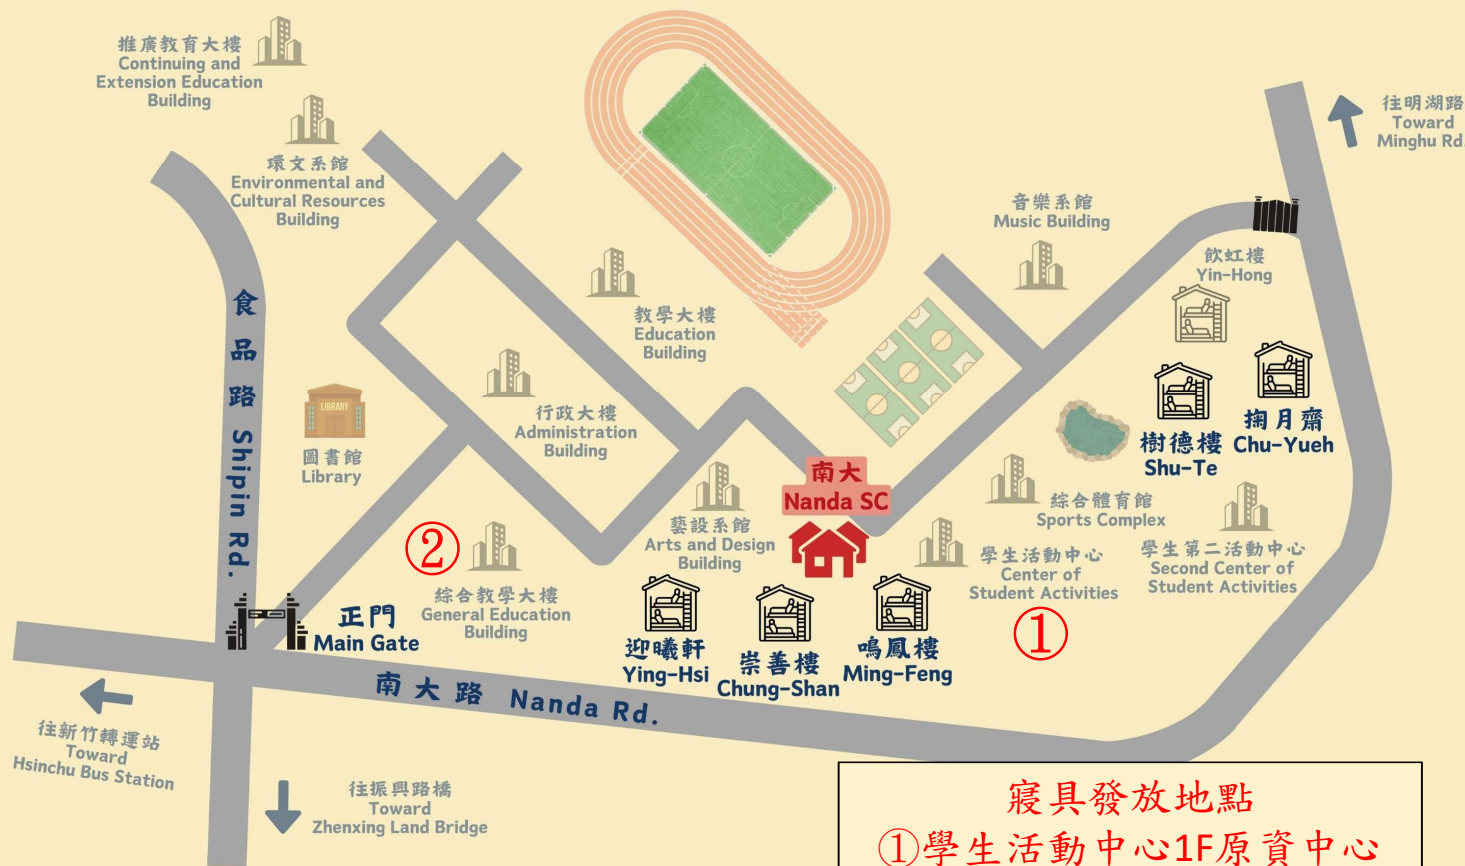 推廣教育大樓
Continuing and
Extension Education
Building
環文系館
Environmental and
Cultural Resources
Building
往明湖路
Toward
Minghu Rd.
音樂系館
Music Building
飲虹樓
Yin-Hong
教學大樓
Education
Building
食品路 Shipin Rd.
LIBRARY
圖書館
Library
行政大樓
Administration
Building
掬月齋
Chu-Yueh
樹德樓
Shu-Te
南大
Nanda SC
綜合體育館
Sports Complex
藝設系館
Arts and Design
Building
學生活動中心
Center of
Student Activities
①
學生第二活動中心
Second Center of
Student Activities
②
綜合教學大樓
General Education
Building
正門
Main Gate
迎曦軒
Ying-Hsi
崇善樓
Chung-Shan
鳴鳳樓
Ming-Feng
南大路 Nanda Rd.
往新竹轉運站
Toward
Hsinchu Bus Station
往振興路橋
Toward
Zhenxing Land Bridge
寢具發放地點
①學生活動中心1F原資中心